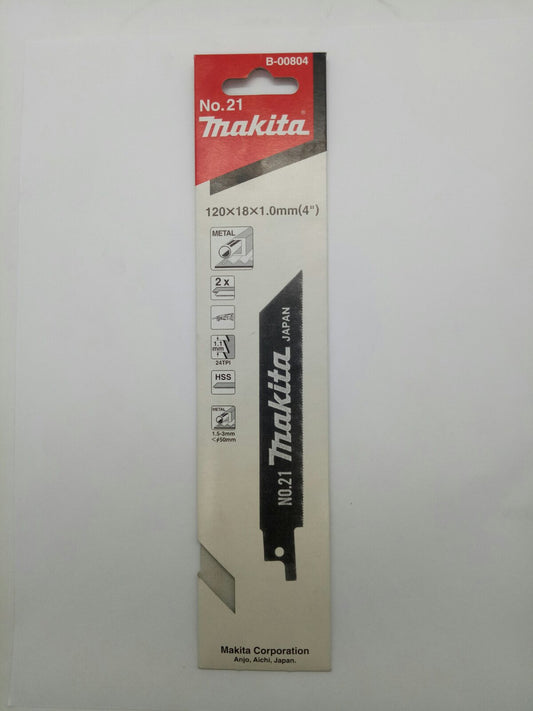 B-00804
No.21
makita®
120×18×1.0mm(4")
METAL
2 x
1.1
mm
24TPI
HSS
METAL
1.5-3mm
<ø50mm
NO.21 makita JAPAN
Makita Corporation
Anjo, Aichi, Japan.